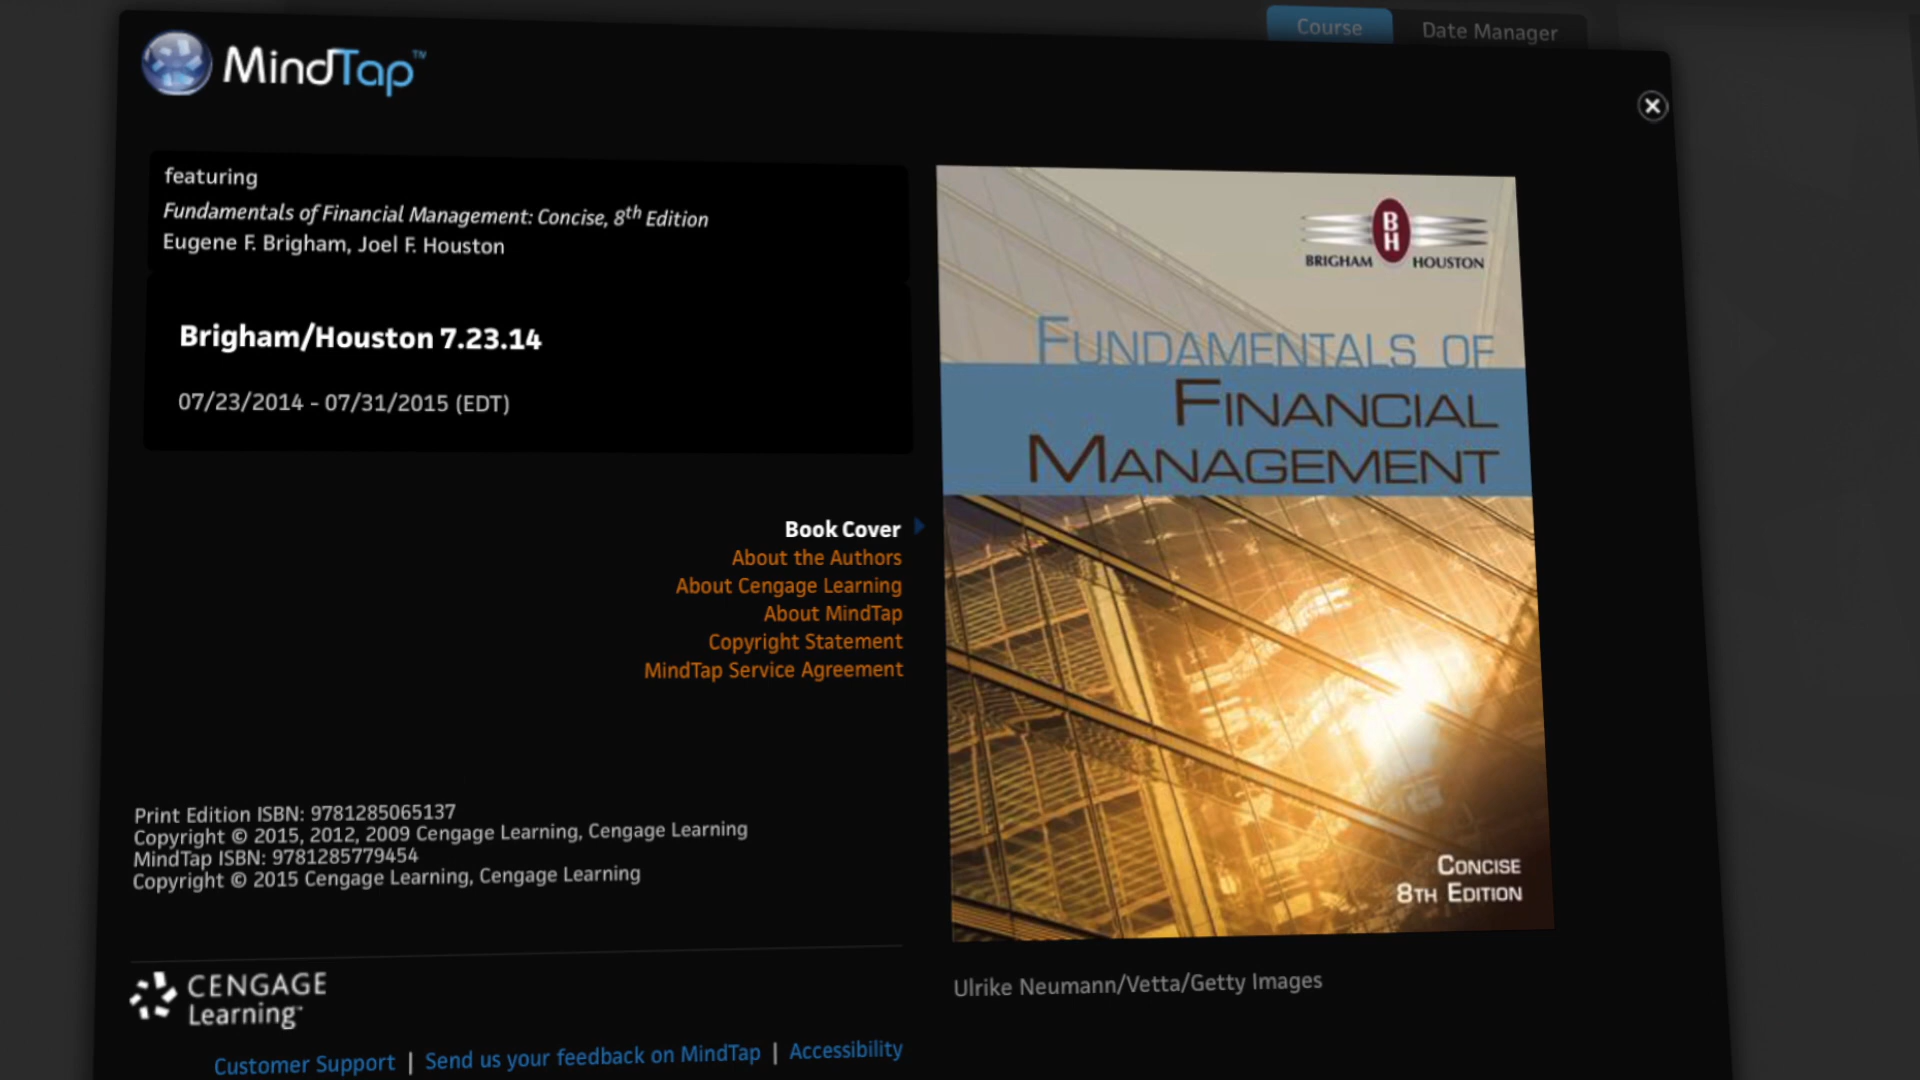 Course
Date Manager
MindTap™
featuring
Fundamentals of Financial Management: Concise, 8th Edition
Eugene F. Brigham, Joel F. Houston
Brigham/Houston 7.23.14
07/23/2014 - 07/31/2015 (EDT)
Book Cover
About the Authors
About Cengage Learning
About MindTap
Copyright Statement
MindTap Service Agreement
Print Edition ISBN: 9781285065137
Copyright © 2015, 2012, 2009 Cengage Learning, Cengage Learning
MindTap ISBN: 9781285779454
Copyright © 2015 Cengage Learning, Cengage Learning
CENGAGE
Learning™
Customer Support | Send us your feedback on MindTap | Accessibility
BH
BRIGHAM HOUSTON
FUNDAMENTALS OF
FINANCIAL
MANAGEMENT
CONCISE
8TH EDITION
Ulrike Neumann/Vetta/Getty Images